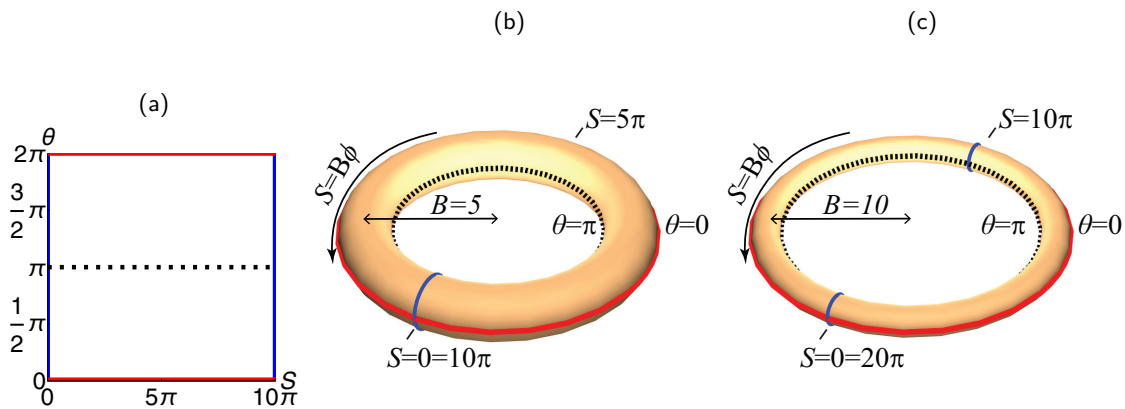 (a)
θ
2π
3/2 π
π
1/2 π
0
0
5π
10π
S
(b)
S=Bϕ
S=5π
B=5
θ=π
θ=0
S=0=10π
(c)
S=Bϕ
S=10π
B=10
θ=π
θ=0
S=0=20π